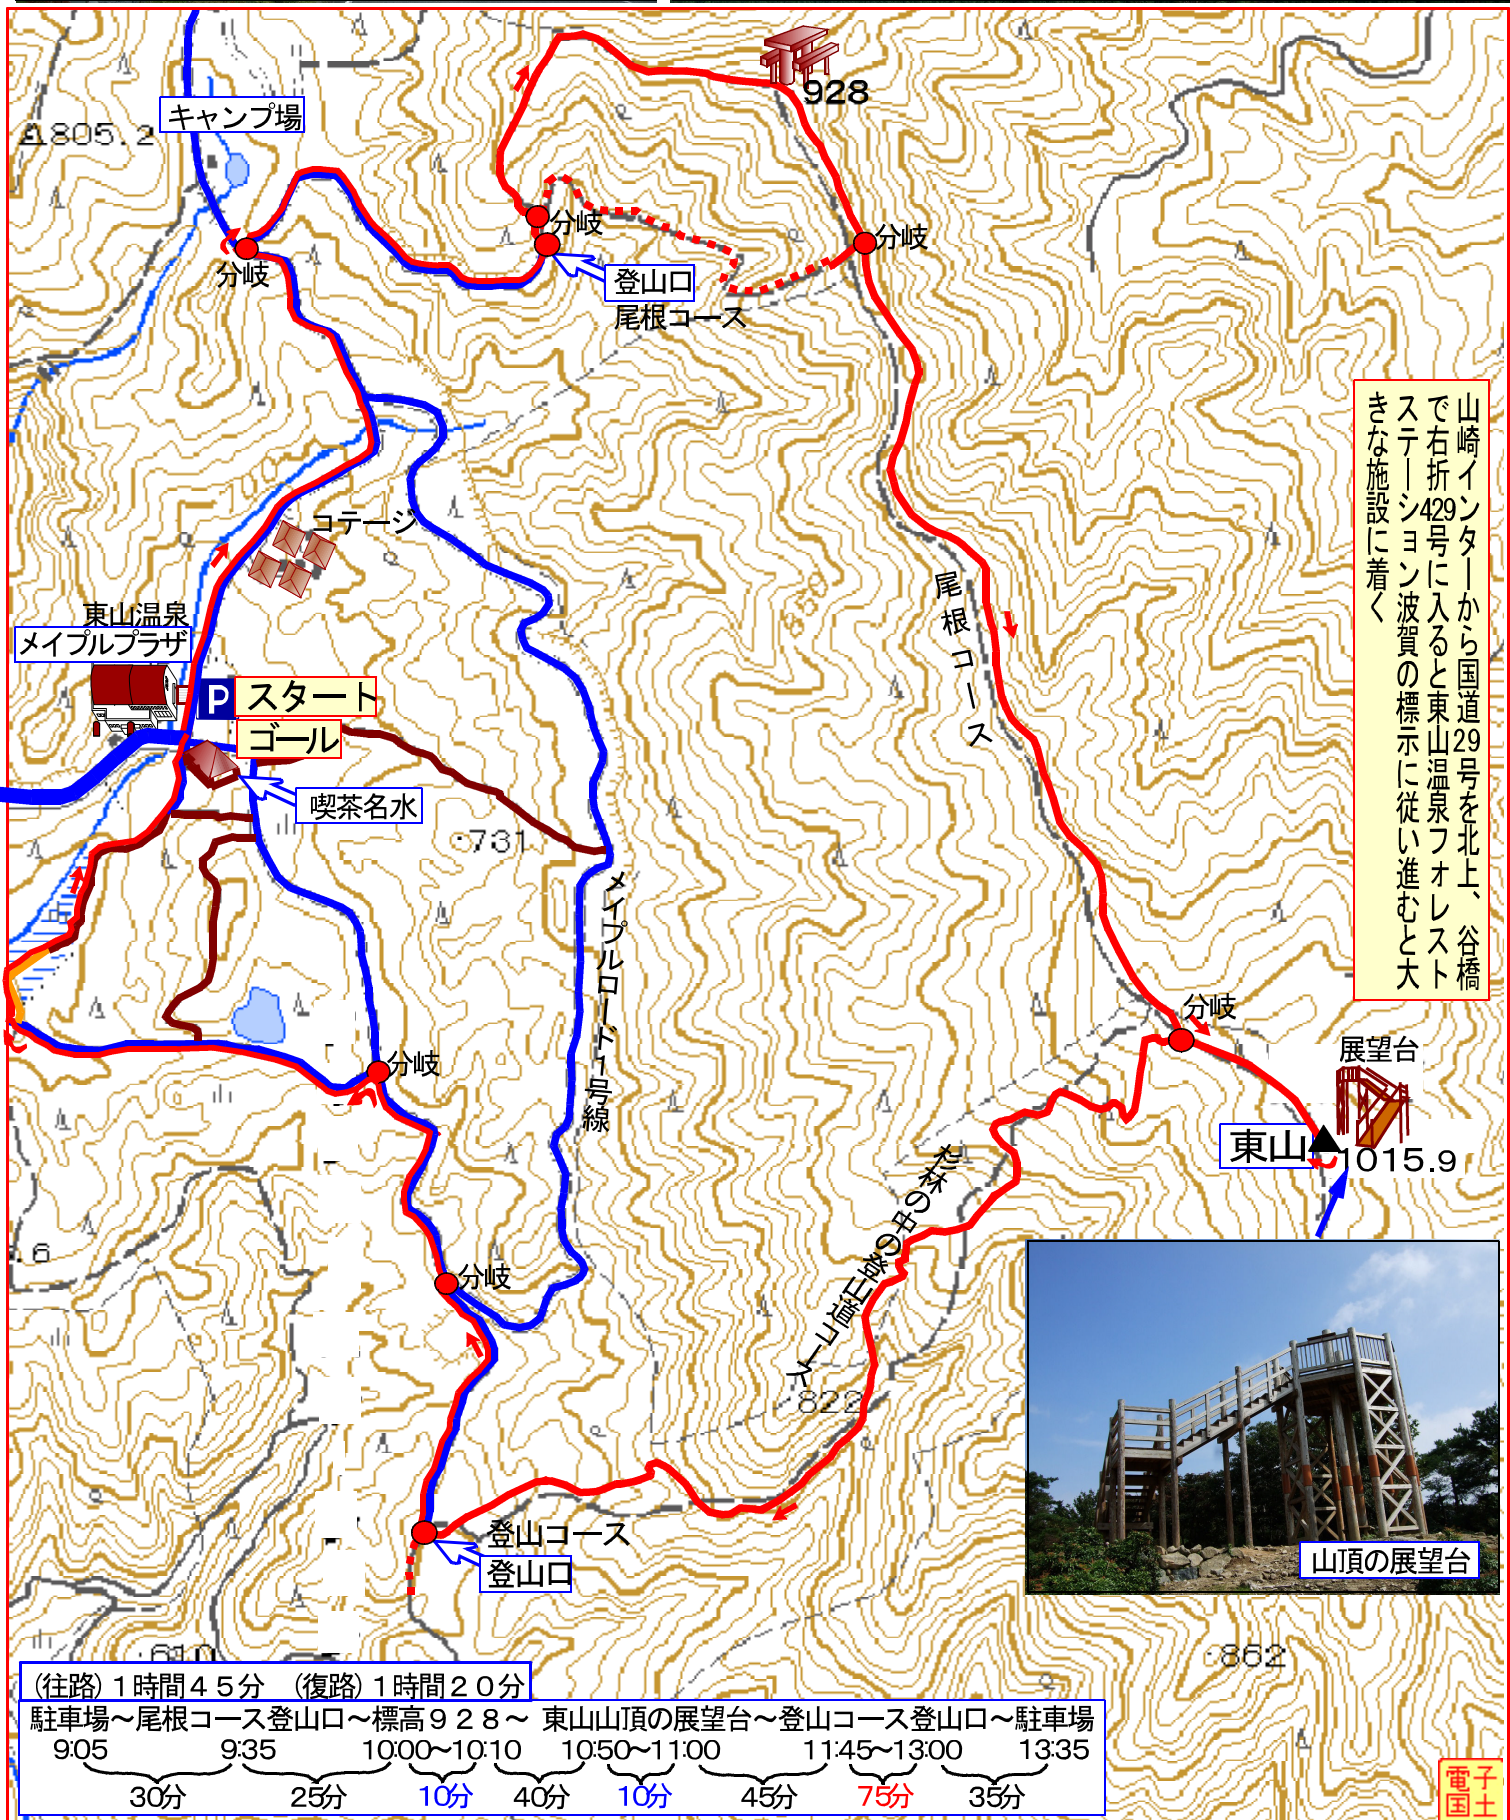 キャンプ場
805.2
928
分岐
分岐
分岐
登山口
尾根コース
コテージ
東山温泉
メイプルプラザ
P
スタート
ゴール
喫茶名水
・731
メイプルロード1号線
尾根コース
山崎インターから国道29号を北上、谷橋
で右折429号に入ると東山温泉フォレスト
ステーション波賀の標示に従い進むと大
きな施設に着く
分岐
分岐
展望台
東山
1015.9
杉林の中の登山道コース
.6
分岐
822
登山コース
登山口
山頂の展望台
610
・862
(往路)1時間45分 (復路)1時間20分
駐車場～尾根コース登山口～標高928～ 東山山頂の展望台～登山コース登山口～駐車場
9:05 9:35 10:00～10:10 10:50～11:00 11:45～13:00 13:35
30分 25分 10分 40分 10分 45分 75分 35分
電子
国土